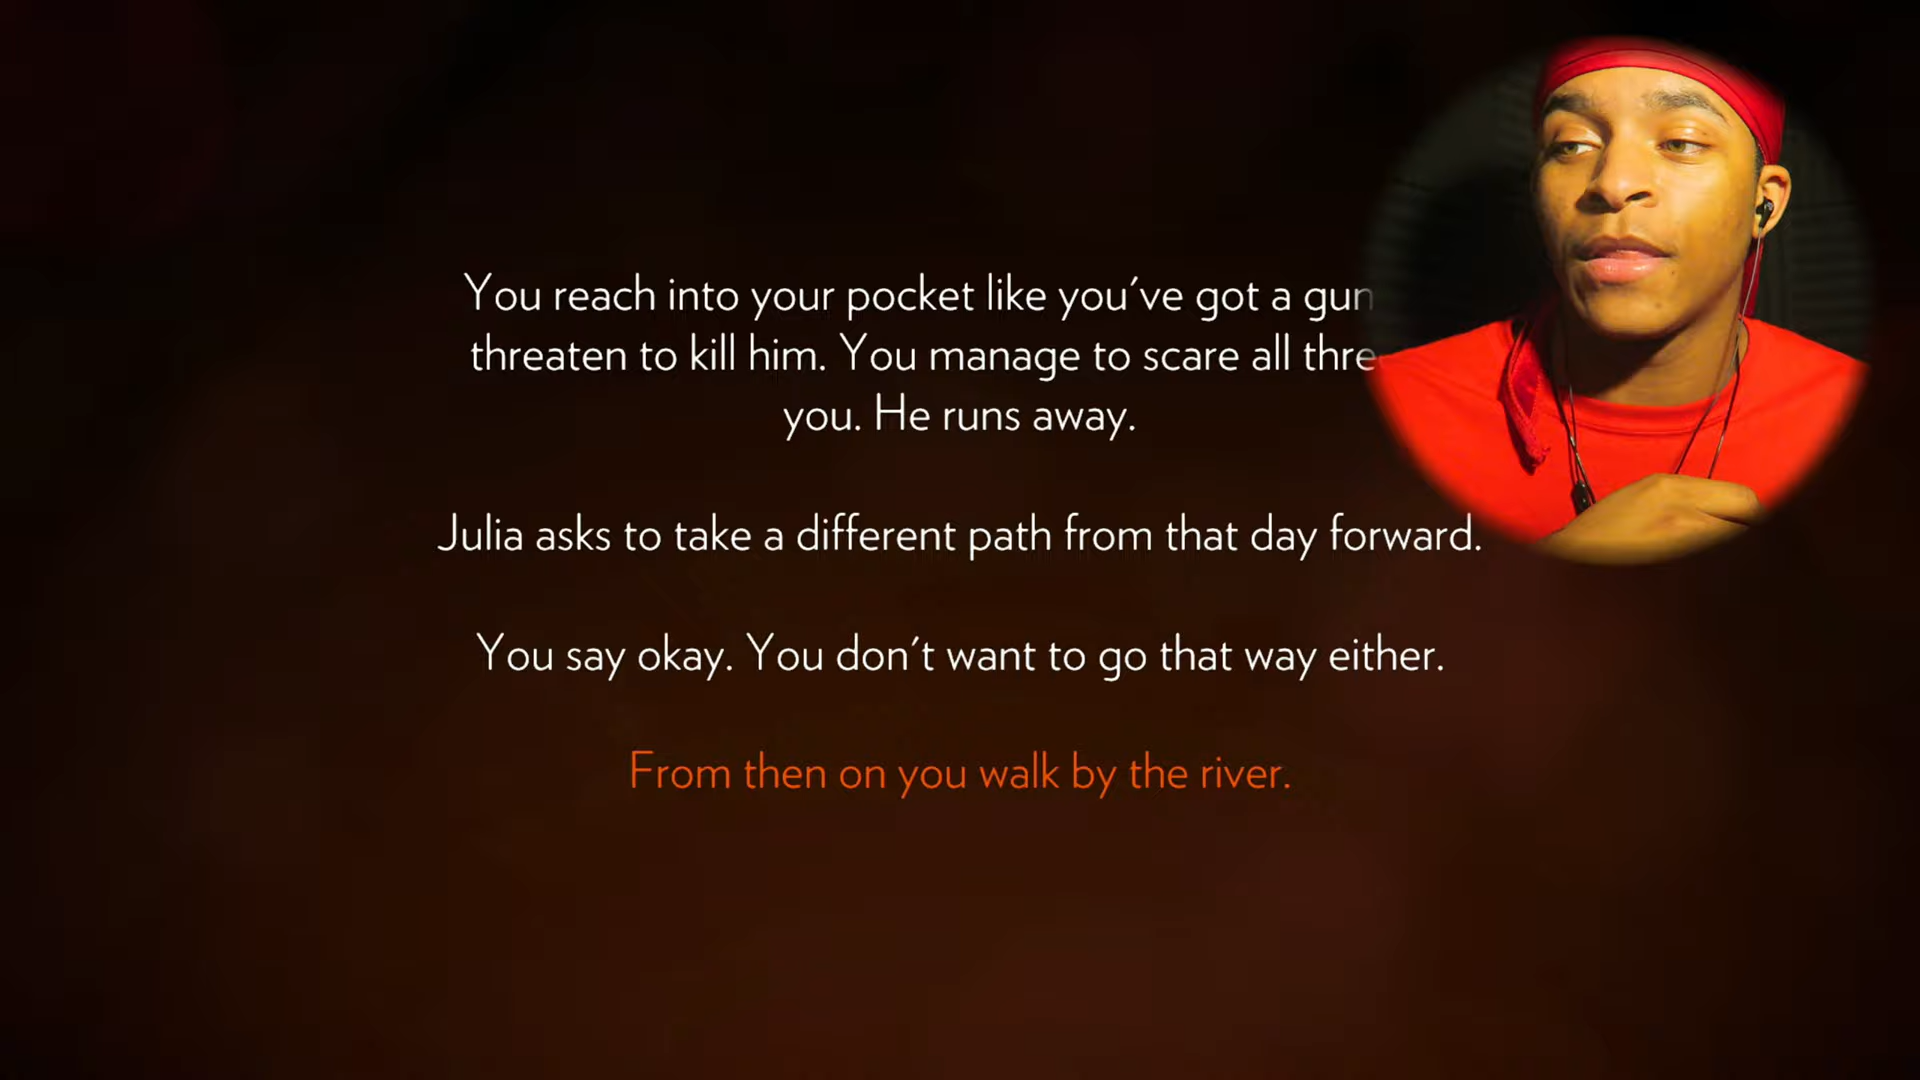 You reach into your pocket like you've got a gun
threaten to kill him. You manage to scare all
you. He runs away.
Julia asks to take a different path from that day forward.
You say okay. You don't want to go that way either.
From then on you walk by the river.